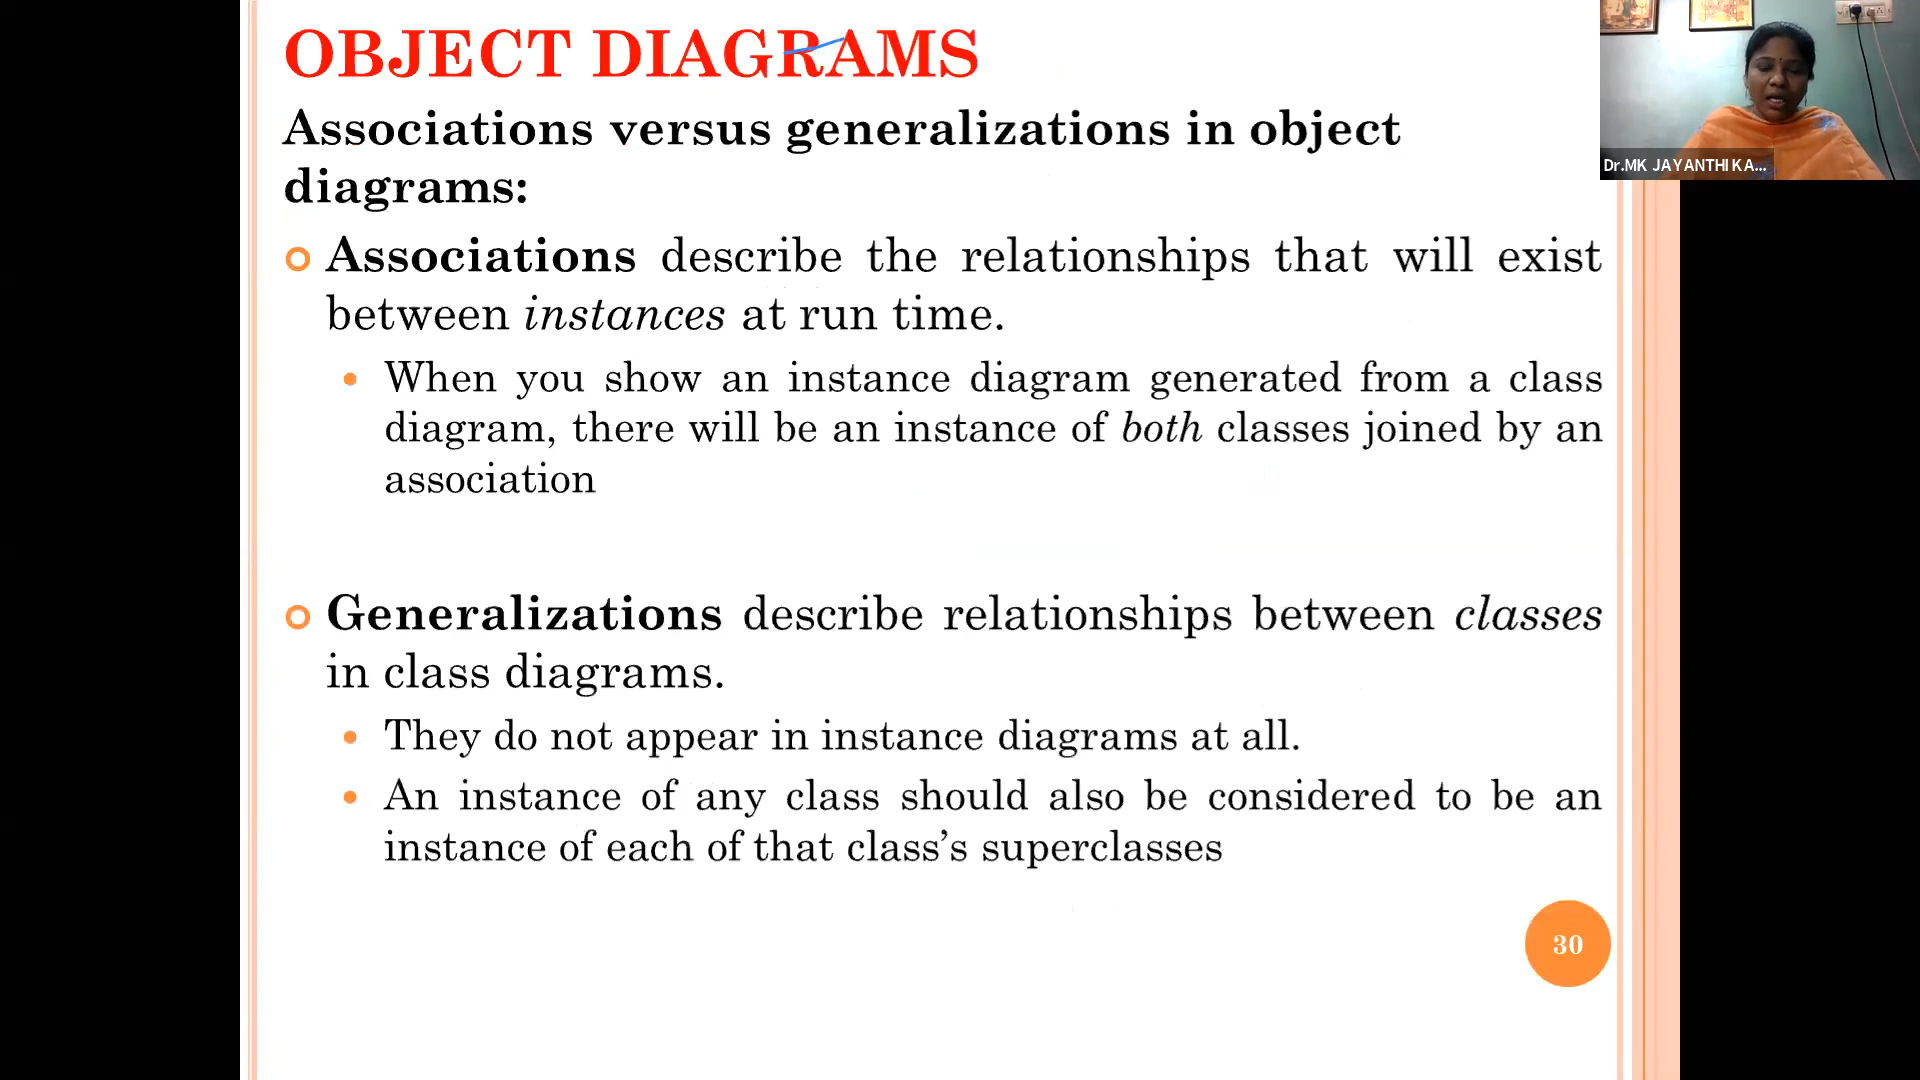 OBJECT DIAGRAMS
Associations versus generalizations in object
diagrams:
Associations describe the relationships that will exist
between instances at run time.
When you show an instance diagram generated from a class
diagram, there will be an instance of both classes joined by an
association
Generalizations describe relationships between classes
in class diagrams.
They do not appear in instance diagrams at all.
An instance of any class should also be considered to be an
instance of each of that class’s superclasses
30
Dr.MK JAYANTHI KA...